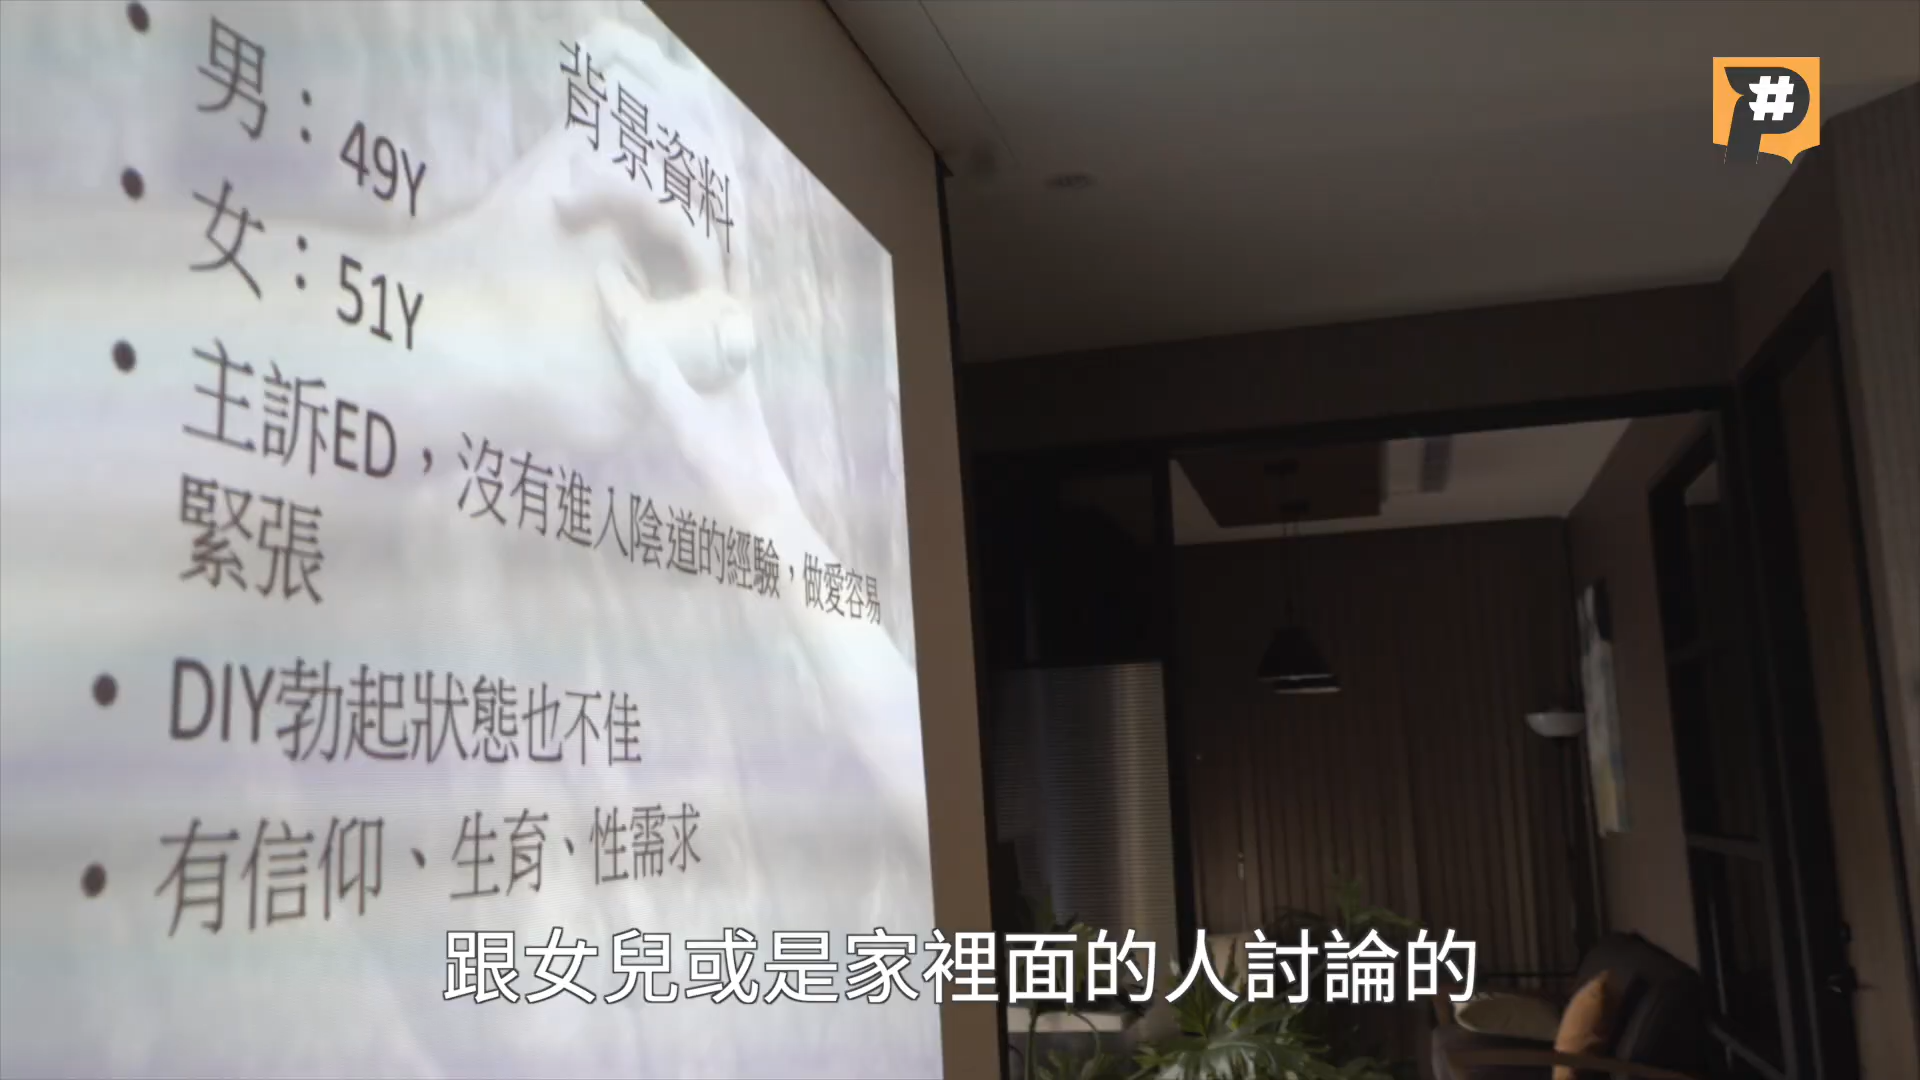 背景資料
男：49Y
女：51Y
主訴ED，沒有進入陰道的經驗，做愛容易
緊張
DIY勃起狀態也不佳
有信仰、生育、性需求
跟女兒或是家裡面的人討論的
P#